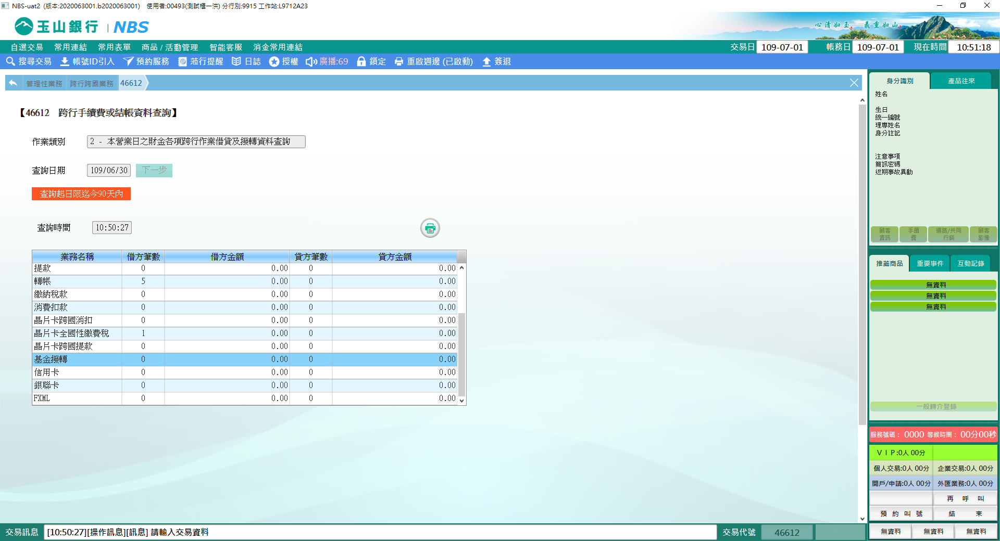 NBS-uat2 (版本:2020063001.b2020063001) 使用者:00493(測試櫃一洪) 分行別:9915 工作站:L9712A23
玉山銀行 | NBS
心清如玉 義重如山
自選交易 常用連結 常用表單 商品 / 活動管理 智能客服 消金常用連結 交易日 109-07-01 帳務日 109-07-01 現在時間 10:51:18
搜尋交易 帳號ID引入 預約服務 蒞行提醒 日誌 授權 廣播:69 鎖定 重啟週邊 (已啟動) 簽退
管理性業務 跨行跨國業務 46612
【46612 跨行手續費或結帳資料查詢】
作業類別 2 - 本營業日之財金各項跨行作業借貸及撥轉資料查詢
查詢日期 109/06/30 下一步
查詢起日限迄今90天內
查詢時間 10:50:27
業務名稱 借方筆數 借方金額 貸方筆數 貸方金額
提款 0 0.00 0 0.00
轉帳 5 0.00 0 0.00
繳納稅款 0 0.00 0 0.00
消費扣款 0 0.00 0 0.00
晶片卡跨國消扣 0 0.00 0 0.00
晶片卡全國性繳費稅 1 0.00 0 0.00
晶片卡跨國提款 0 0.00 0 0.00
基金撥轉 0 0.00 0 0.00
信用卡 0 0.00 0 0.00
銀聯卡 0 0.00 0 0.00
FXML 0 0.00 0 0.00
身分識別 產品往來
姓名
生日
統一編號
理專姓名
身分註記
注意事項
簡訊密碼
近期事故異動
顧客資訊 手續費 通路/共同行銷 顧客影像
推薦商品 重要事件 互動記錄
無資料
無資料
無資料
一般轉介登錄
服務號碼： 0000 等候時間： 00分00秒
ＶＩＰ:0人 00分
個人交易:0人 00分 企業交易:0人 00分
開戶/申請:0人 00分 外匯業務:0人 00分
再 呼 叫
預 約 叫 號 結 束
無資料 無資料 無資料
交易訊息 [10:50:27][操作訊息][訊息] 請輸入交易資料 交易代號 46612